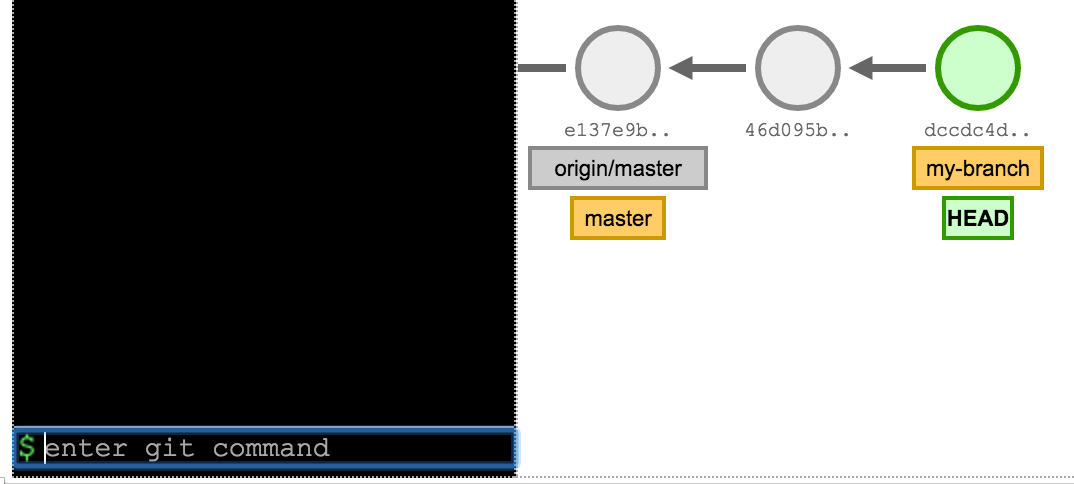 e137e9b..
46d095b..
dccdc4d..
origin/master
my-branch
master
HEAD
$ enter git command